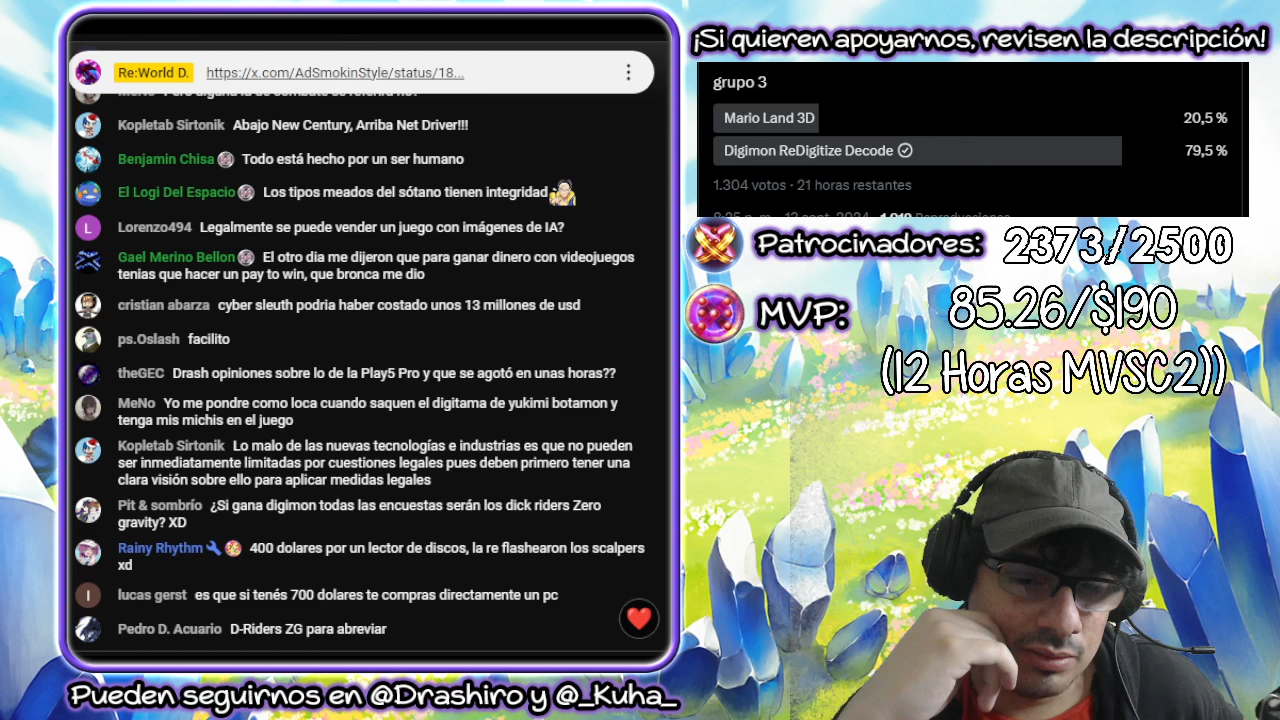 ¡Si quieren apoyarnos, revisen la descripción!
Re:World D. https://x.com/AdSmokinStyle/status/18...
Kopletab Sirtonik Abajo New Century, Arriba Net Driver!!!
Benjamin Chisa Todo está hecho por un ser humano
El Logi Del Espacio Los tipos meados del sótano tienen integridad
L Lorenzo494 Legalmente se puede vender un juego con imágenes de IA?
Gael Merino Bellon El otro dia me dijeron que para ganar dinero con videojuegos
tenias que hacer un pay to win, que bronca me dio
cristian abarza cyber sleuth podria haber costado unos 13 millones de usd
ps.Oslash facilito
theGEC Drash opiniones sobre lo de la Play5 Pro y que se agotó en unas horas??
MeNo Yo me pondre como loca cuando saquen el digitama de yukimi botamon y
tenga mis michis en el juego
Kopletab Sirtonik Lo malo de las nuevas tecnologías e industrias es que no pueden
ser inmediatamente limitadas por cuestiones legales pues deben primero tener una
clara visión sobre ello para aplicar medidas legales
Pit & sombrío ¿Si gana digimon todas las encuestas serán los dick riders Zero
gravity? XD
Rainy Rhythm 400 dolares por un lector de discos, la re flashearon los scalpers
xd
I lucas gerst es que si tenés 700 dolares te compras directamente un pc
Pedro D. Acuario D-Riders ZG para abreviar
Pueden seguirnos en @Drashiro y @_Kuha_
grupo 3
Mario Land 3D 20,5 %
Digimon ReDigitize Decode 79,5 %
1.304 votos · 21 horas restantes
Patrocinadores: 2373/2500
MVP: 85.26/$190
(12 Horas MVSC2))